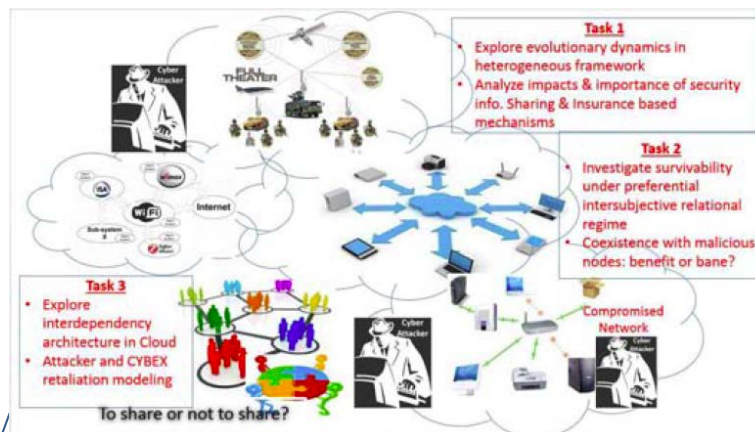 Task 1
• Explore evolutionary dynamics in
heterogeneous framework
• Analyze impacts & importance of security
info. Sharing & Insurance based
mechanisms
Cyber
Attacker
FULL
THEATER
Task 2
• Investigate survivability
under preferential
intersubjective relational
regime
• Coexistence with malicious
nodes: benefit or bane?
ISA
WiFi
Internet
Sub-system
Task 3
• Explore
interdependency
architecture in Cloud
• Attacker and CYBEX
retaliation modeling
Cyber
Attacker
Compromised
Network
Cyber
Attacker
To share or not to share?